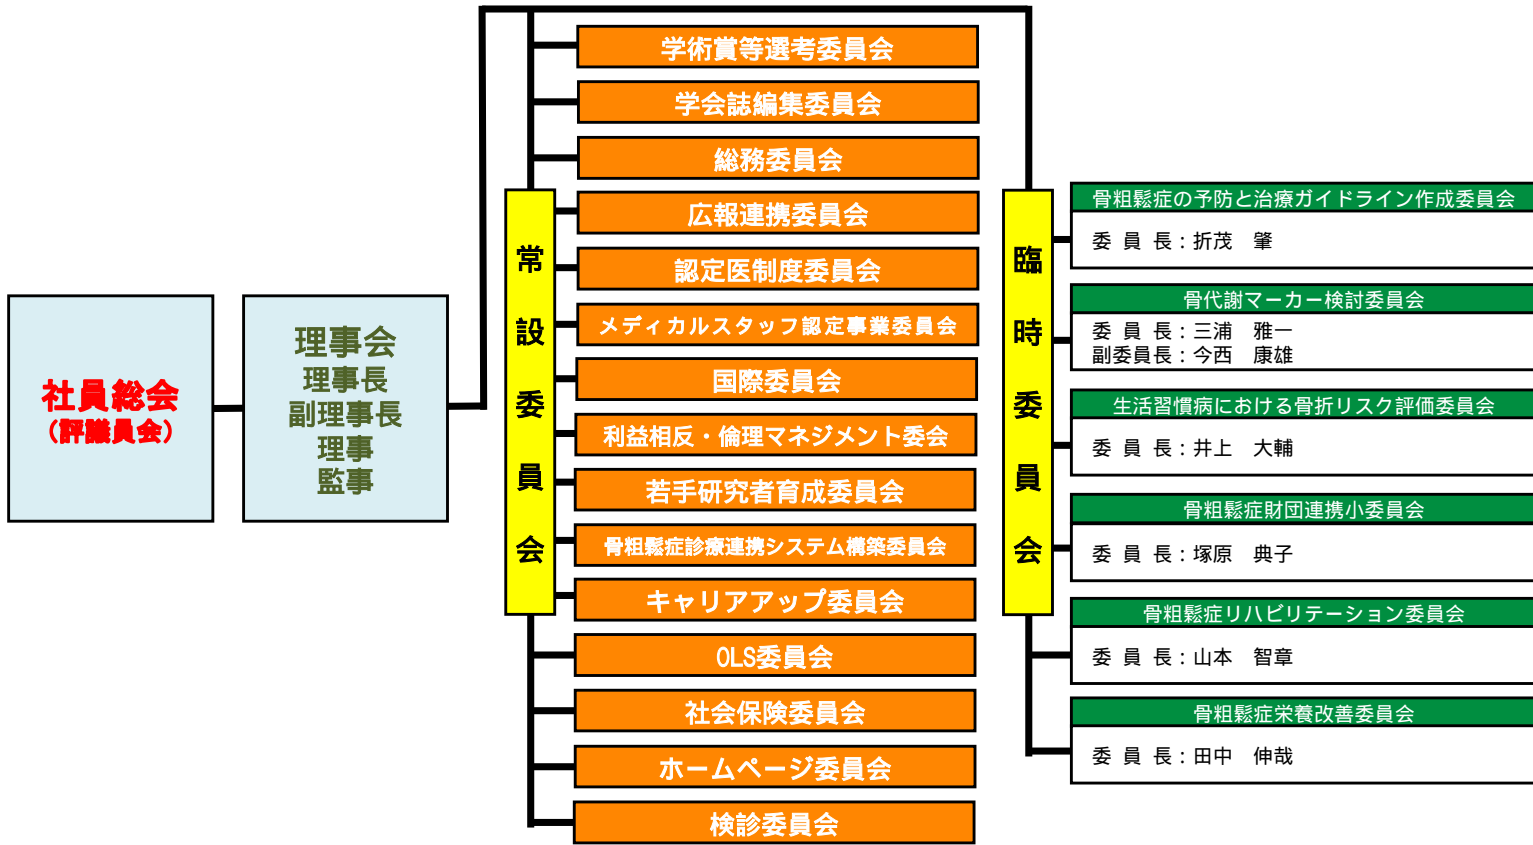 社員総会
(評議員会)
理事会
理事長
副理事長
理事
監事
常設委員会
学術賞等選考委員会
学会誌編集委員会
総務委員会
広報連携委員会
認定医制度委員会
メディカルスタッフ認定事業委員会
国際委員会
利益相反・倫理マネジメント委会
若手研究者育成委員会
骨粗鬆症診療連携システム構築委員会
キャリアアップ委員会
OLS委員会
社会保険委員会
ホームページ委員会
検診委員会
臨時委員会
骨粗鬆症の予防と治療ガイドライン作成委員会
委 員 長：折茂　肇
骨代謝マーカー検討委員会
委 員 長：三浦　雅一
副委員長：今西　康雄
生活習慣病における骨折リスク評価委員会
委 員 長：井上　大輔
骨粗鬆症財団連携小委員会
委 員 長：塚原　典子
骨粗鬆症リハビリテーション委員会
委 員 長：山本　智章
骨粗鬆症栄養改善委員会
委 員 長：田中　伸哉